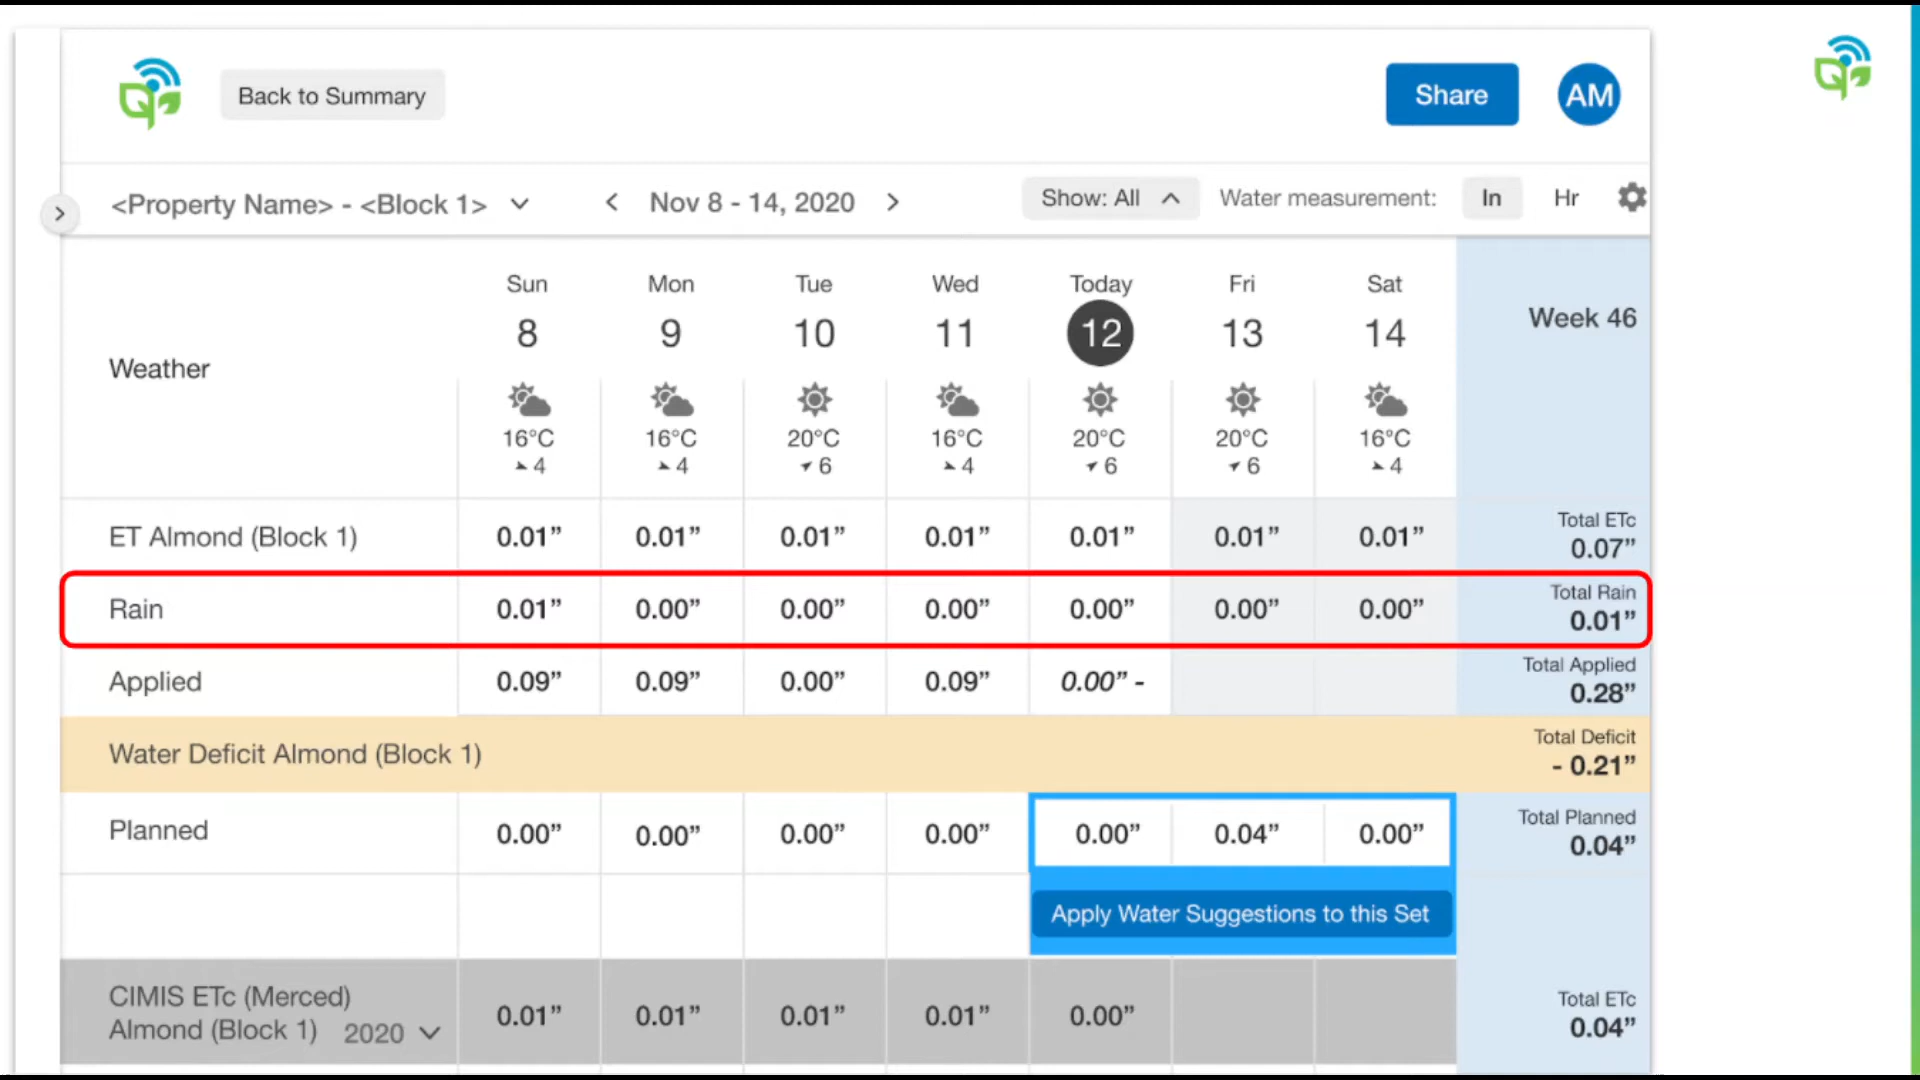 Back to Summary
Share
AM
<Property Name> - <Block 1>
Nov 8 - 14, 2020
Show: All
Water measurement:
In
Hr
Sun
Mon
Tue
Wed
Today
Fri
Sat
8
9
10
11
12
13
14
Week 46
Weather
16°C
16°C
20°C
16°C
20°C
20°C
16°C
4
4
6
4
6
6
4
ET Almond (Block 1)
0.01” 0.01” 0.01” 0.01” 0.01” 0.01” 0.01”
Total ETc
0.07”
Rain
0.01” 0.00” 0.00” 0.00” 0.00” 0.00” 0.00”
Total Rain
0.01”
Applied
0.09” 0.09” 0.00” 0.09” 0.00” -
Total Applied
0.28”
Water Deficit Almond (Block 1)
Total Deficit
- 0.21”
Planned
0.00” 0.00” 0.00” 0.00” 0.00” 0.04” 0.00”
Total Planned
0.04”
Apply Water Suggestions to this Set
CIMIS ETc (Merced)
Almond (Block 1) 2020
0.01” 0.01” 0.01” 0.01” 0.00”
Total ETc
0.04”